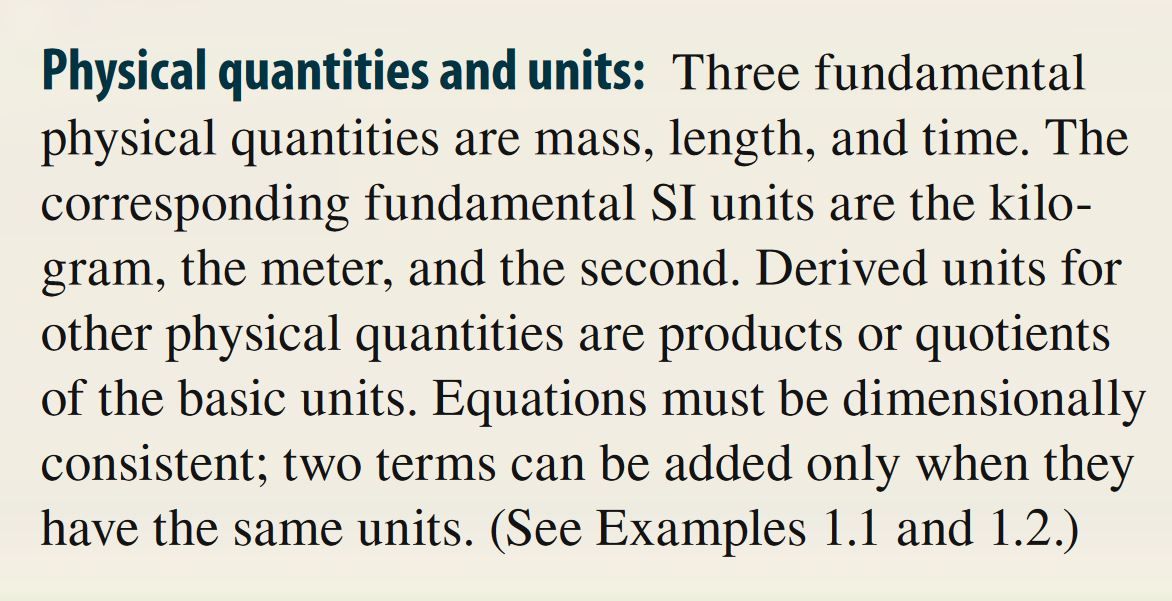 Physical quantities and units: Three fundamental
physical quantities are mass, length, and time. The
corresponding fundamental SI units are the kilo-
gram, the meter, and the second. Derived units for
other physical quantities are products or quotients
of the basic units. Equations must be dimensionally
consistent; two terms can be added only when they
have the same units. (See Examples 1.1 and 1.2.)